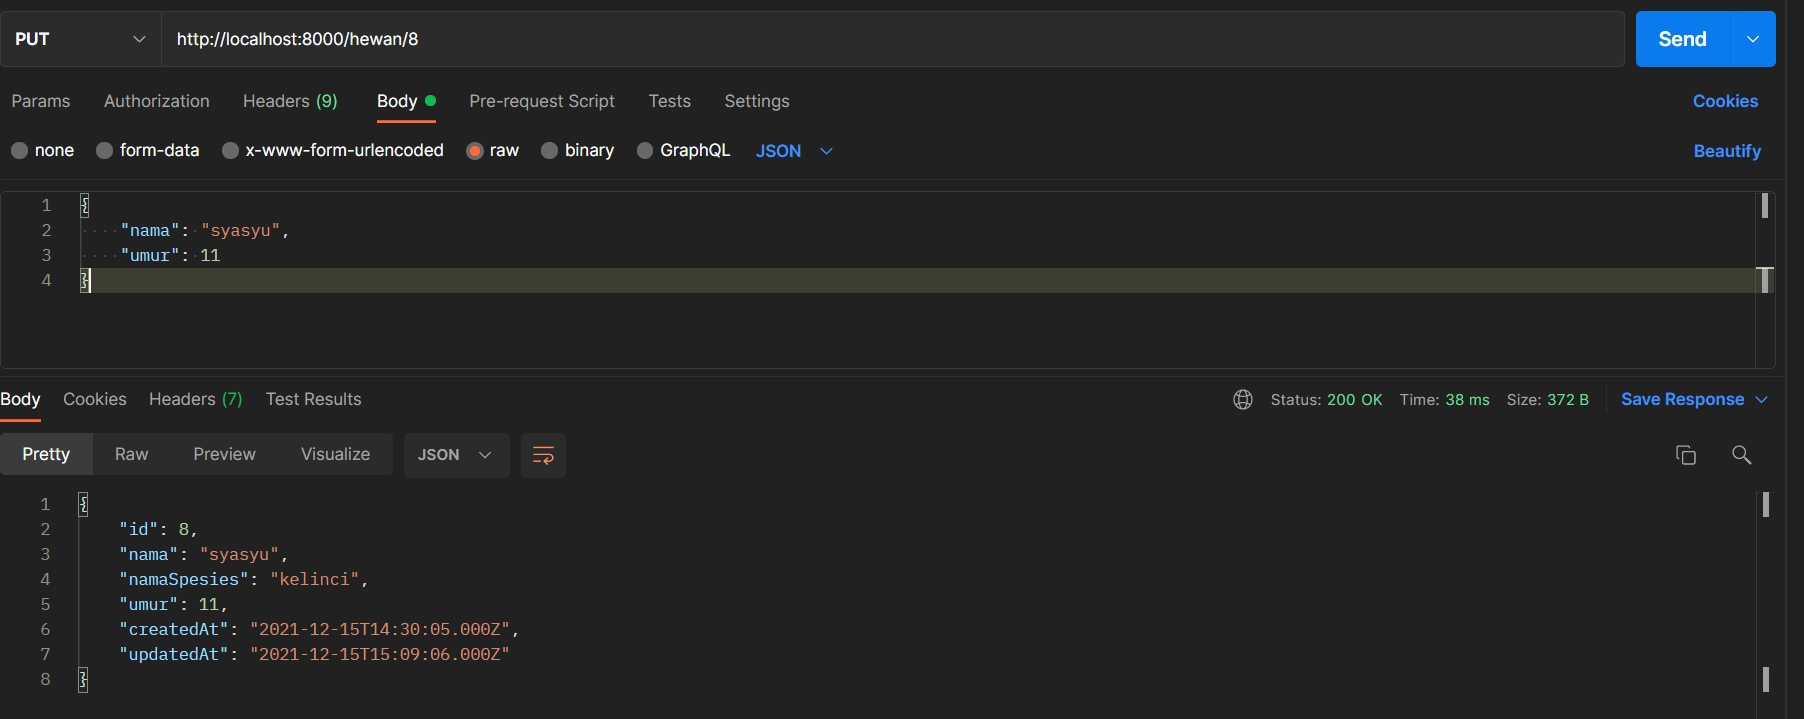 PUT http://localhost:8000/hewan/8 Send
Params Authorization Headers (9) Body Pre-request Script Tests Settings Cookies
none form-data x-www-form-urlencoded raw binary GraphQL JSON Beautify
1 {
2 "nama": "syasyu",
3 "umur": 11
4 }
Body Cookies Headers (7) Test Results Status: 200 OK Time: 38 ms Size: 372 B Save Response
Pretty Raw Preview Visualize JSON
1 {
2 "id": 8,
3 "nama": "syasyu",
4 "namaSpesies": "kelinci",
5 "umur": 11,
6 "createdAt": "2021-12-15T14:30:05.000Z",
7 "updatedAt": "2021-12-15T15:09:06.000Z"
8 }